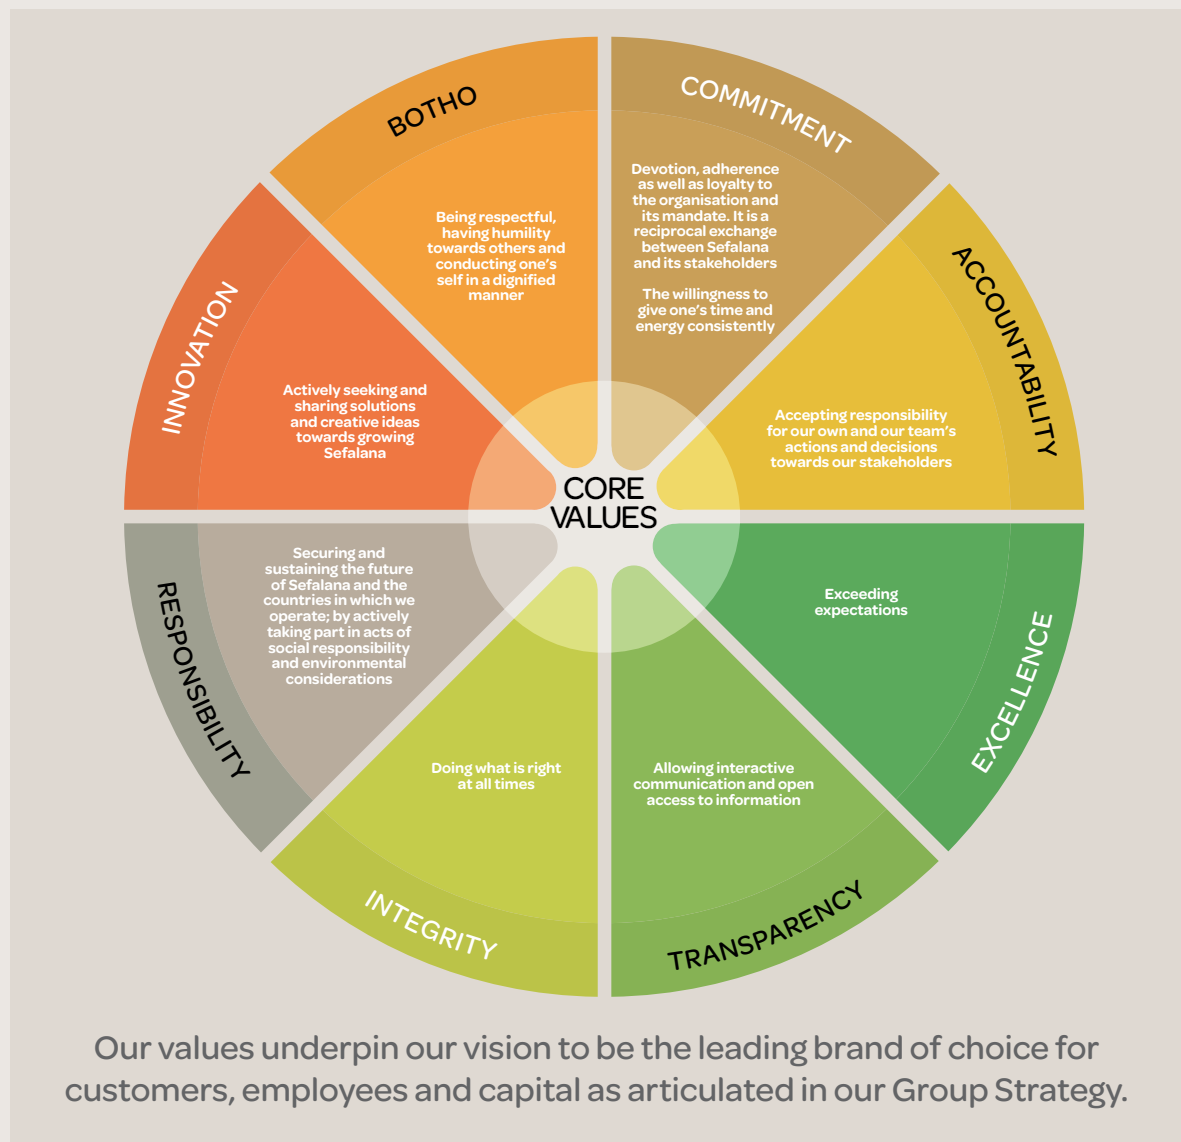 BOTHO
Being respectful,
having humility
towards others and
conducting one's
self in a dignified
manner
COMMITMENT
Devotion, adherence
as well as loyalty to
the organisation and
its mandate. It is a
reciprocal exchange
between Sefalana
and its stakeholders
The willingness to
give one's time and
energy consistently
ACCOUNTABILITY
Accepting responsibility
for our own and our team's
actions and decisions
towards our stakeholders
EXCELLENCE
Exceeding
expectations
TRANSPARENCY
Allowing interactive
communication and open
access to information
INTEGRITY
Doing what is right
at all times
RESPONSIBILITY
Securing and
sustaining the future
of Sefalana and the
countries in which we
operate; by actively
taking part in acts of
social responsibility
and environmental
considerations
INNOVATION
Actively seeking and
sharing solutions
and creative ideas
towards growing
Sefalana
CORE
VALUES
Our values underpin our vision to be the leading brand of choice for
customers, employees and capital as articulated in our Group Strategy.